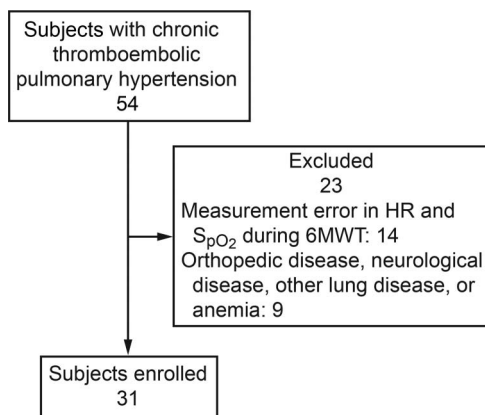 Subjects with chronic
thromboembolic
pulmonary hypertension
54
Excluded
23
Measurement error in HR and
SpO2 during 6MWT: 14
Orthopedic disease, neurological
disease, other lung disease, or
anemia: 9
Subjects enrolled
31